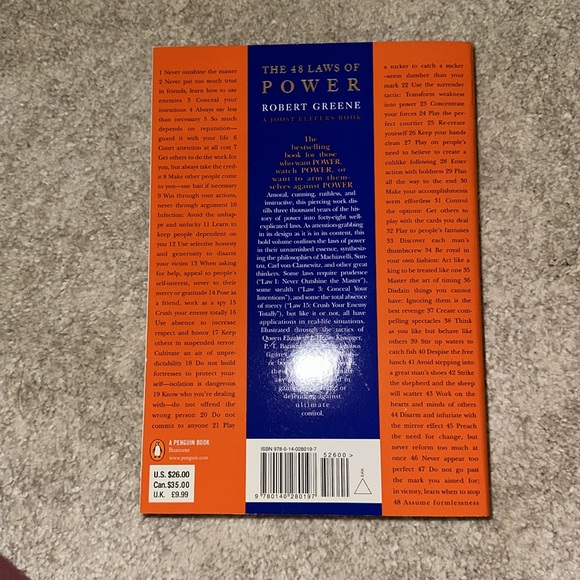 1 Never outshine the master
2 Never put too much trust
in friends, learn how to use
enemies 3 Conceal your
intentions 4 Always say less
than necessary 5 So much
depends on reputation—
guard it with your life 6
Court attention at all cost 7
Get others to do the work for
you, but always take the cred-
it 8 Make other people come
to you—use bait if necessary
9 Win through your actions,
never through argument 10
Infection: Avoid the unhap-
py and unlucky 11 Learn to
keep people dependent on
you 12 Use selective honesty
and generosity to disarm
your victim 13 When asking
for help, appeal to people's
self-interest, never to their
mercy or gratitude 14 Pose as
a friend, work as a spy 15
Crush your enemy totally 16
Use absence to increase
respect and honor 17 Keep
others in suspended terror:
Cultivate an air of unpre-
dictability 18 Do not build
fortresses to protect your-
self—isolation is dangerous
19 Know who you're dealing
with—do not offend the
wrong person 20 Do not
commit to anyone 21 Play
A PENGUIN BOOK
Business
www.penguin.com
U.S. $26.00
Can. $35.00
U.K. £9.99
THE 48 LAWS OF
POWER
ROBERT GREENE
A JOOST ELFFERS BOOK
The
bestselling
book for those
who want POWER,
watch POWER, or
want to arm them-
selves against POWER
Amoral, cunning, ruthless, and
instructive, this piercing work dis-
tills three thousand years of the his-
tory of power into forty-eight well-
explicated laws. As attention-grabbing
in its design as it is in its content, this
bold volume outlines the laws of power
in their unvarnished essence, synthesiz-
ing the philosophies of Machiavelli, Sun-
tzu, Carl von Clausewitz, and other great
thinkers. Some laws require prudence
("Law 1: Never Outshine the Master"),
some stealth ("Law 3: Conceal Your
Intentions"), and some the total absence
of mercy ("Law 15: Crush Your Enemy
Totally"), but like it or not, all have
applications in real-life situations.
Illustrated through the tactics of
Queen Elizabeth I, Henry Kissinger,
P. T. Bar
figures
or b
the
gain
defending against
ultimate
control.
ISBN 978-0-14-028019-7
52600 >
9 780140 280197
EAN
a sucker to catch a sucker
–seem dumber than your
mark 22 Use the surrender
tactic: Transform weakness
into power 23 Concentrate
your forces 24 Play the per-
fect courtier 25 Re-create
yourself 26 Keep your hands
clean 27 Play on people's
need to believe to create a
cultlike following 28 Enter
action with boldness 29 Plan
all the way to the end 30
Make your accomplishments
seem effortless 31 Control
the options: Get others to
play with the cards you deal
32 Play to people's fantasies
33 Discover each man's
thumbscrew 34 Be royal in
your own fashion: Act like a
king to be treated like one 35
Master the art of timing 36
Disdain things you cannot
have: Ignoring them is the
best revenge 37 Create com-
pelling spectacles 38 Think
as you like but behave like
others 39 Stir up waters to
catch fish 40 Despise the free
lunch 41 Avoid stepping into
a great man's shoes 42 Strike
the shepherd and the sheep
will scatter 43 Work on the
hearts and minds of others
44 Disarm and infuriate with
the mirror effect 45 Preach
the need for change, but
never reform too much at
once 46 Never appear too
perfect 47 Do not go past
the mark you aimed for;
in victory, learn when to stop
48 Assume formlessness